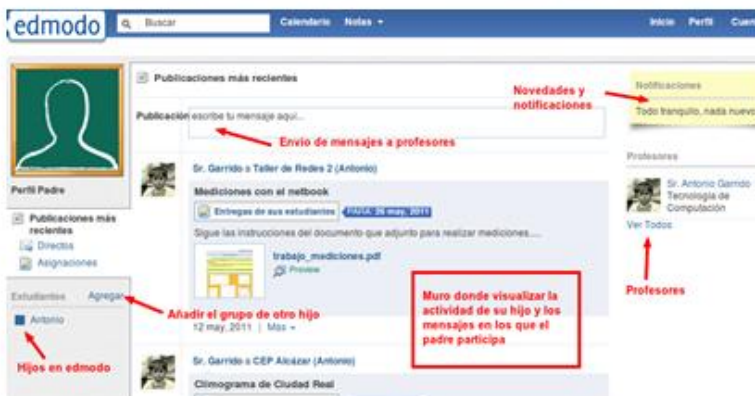 edmodo
Buscar
Calendario Notas
Inicio Perfil Cuen
Publicaciones más recientes
Publicación escribe tu mensaje aquí...
Envio de mensajes a profesores
Novedades y
notificaciones
Notificaciones
Todo tranquilo, nada nuevo
Perfil Padre
Publicaciones más
recientes
Directos
Asignaciones
Estudiantes Agregar
Antonio
Hijos en edmodo
Añadir el grupo de otro hijo
Sr. Garrido a Taller de Redes 2 (Antonio)
Mediciones con el netbook
Entregas de sus estudiantes PARA: 26 may, 2011
Sigue las instrucciones del documento que adjunto para realizar mediciones....
trabajo_mediciones.pdf
Preview
12 may, 2011 | Más
Muro donde visualizar la
actividad de su hijo y los
mensajes en los que el
padre participa
Sr. Garrido a CEP Alcázar (Antonio)
Climograma de Ciudad Real
Profesores
Sr. Antonio Garrido
Tecnología de
Computación
Ver Todos
Profesores